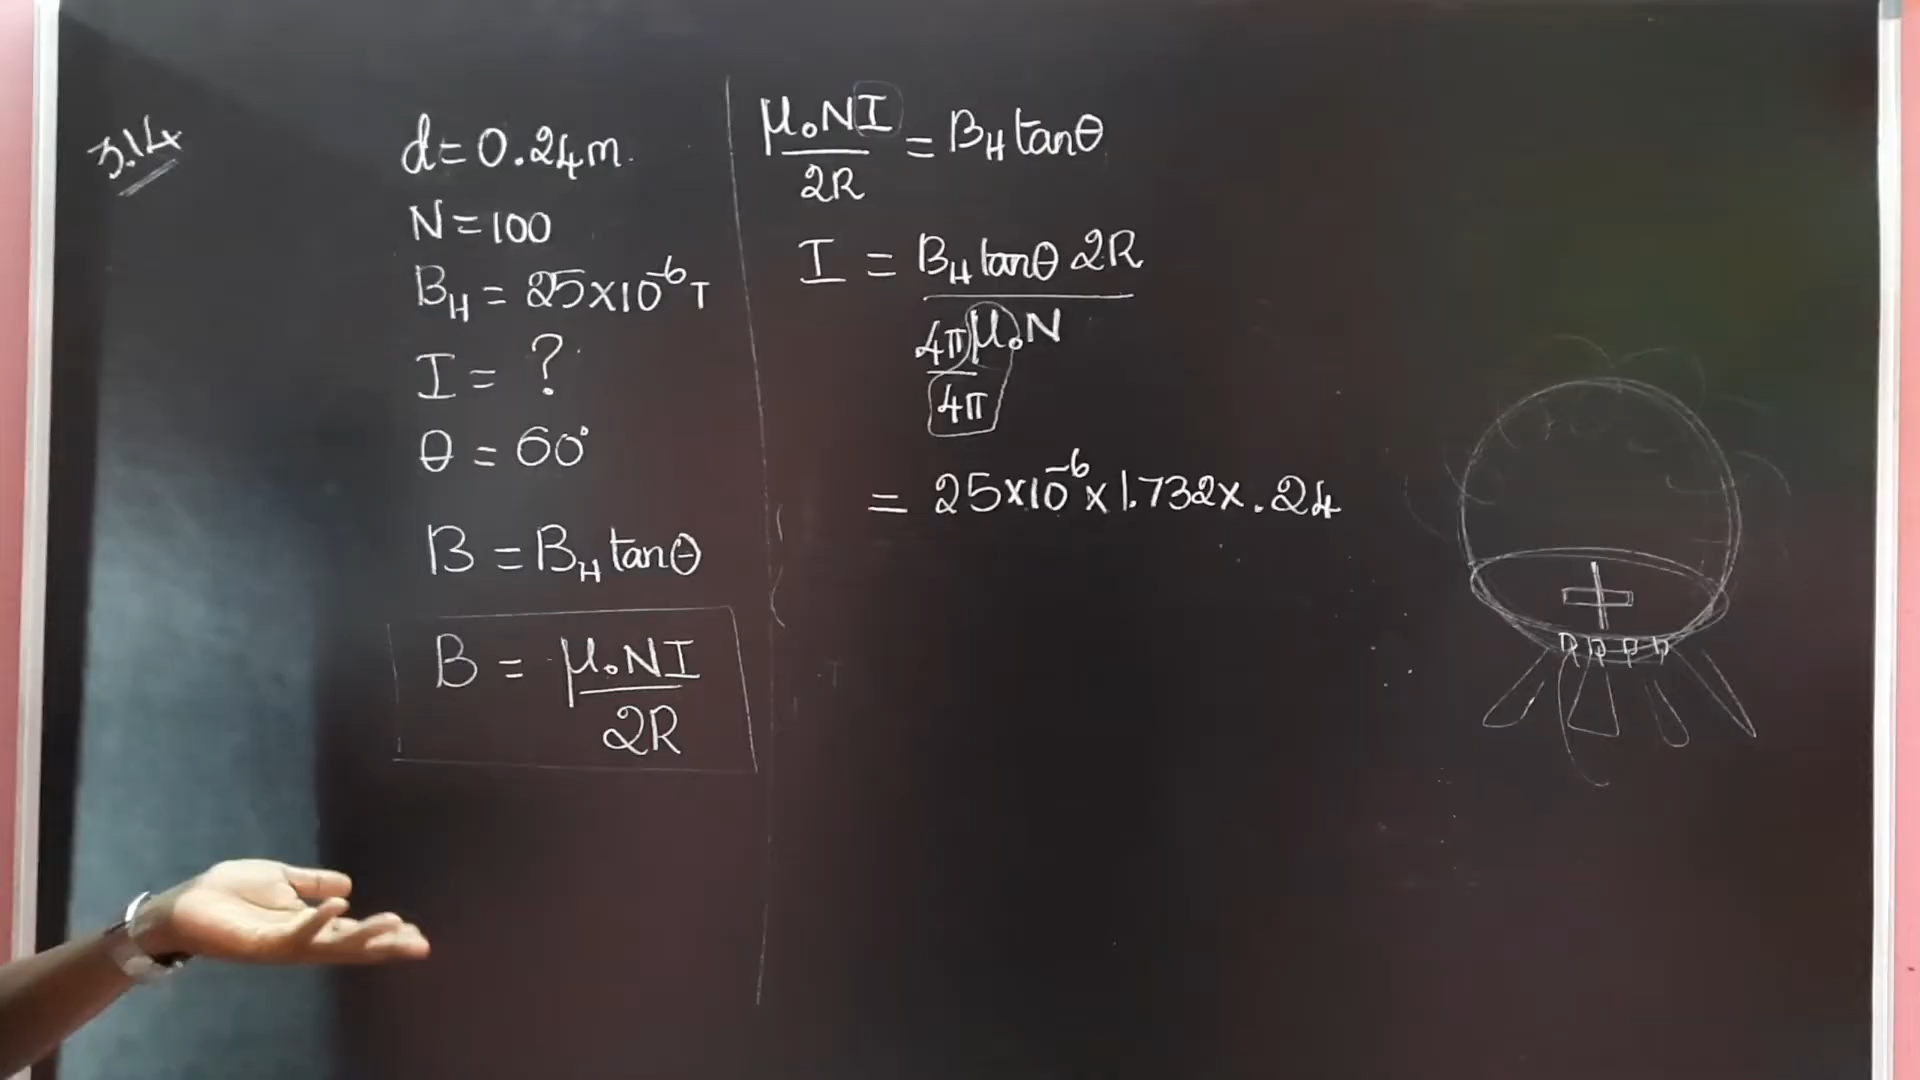 3.14
d = 0.24m.
N = 100
B_H = 25×10⁻⁶ T
I = ?
θ = 60°
B = B_H tanθ
B = μ₀NI / 2R
μ₀NI / 2R = B_H tanθ
I = B_H tanθ 2R / (4π/4π) μ₀N
= 25×10⁻⁶ × 1.732 × .24